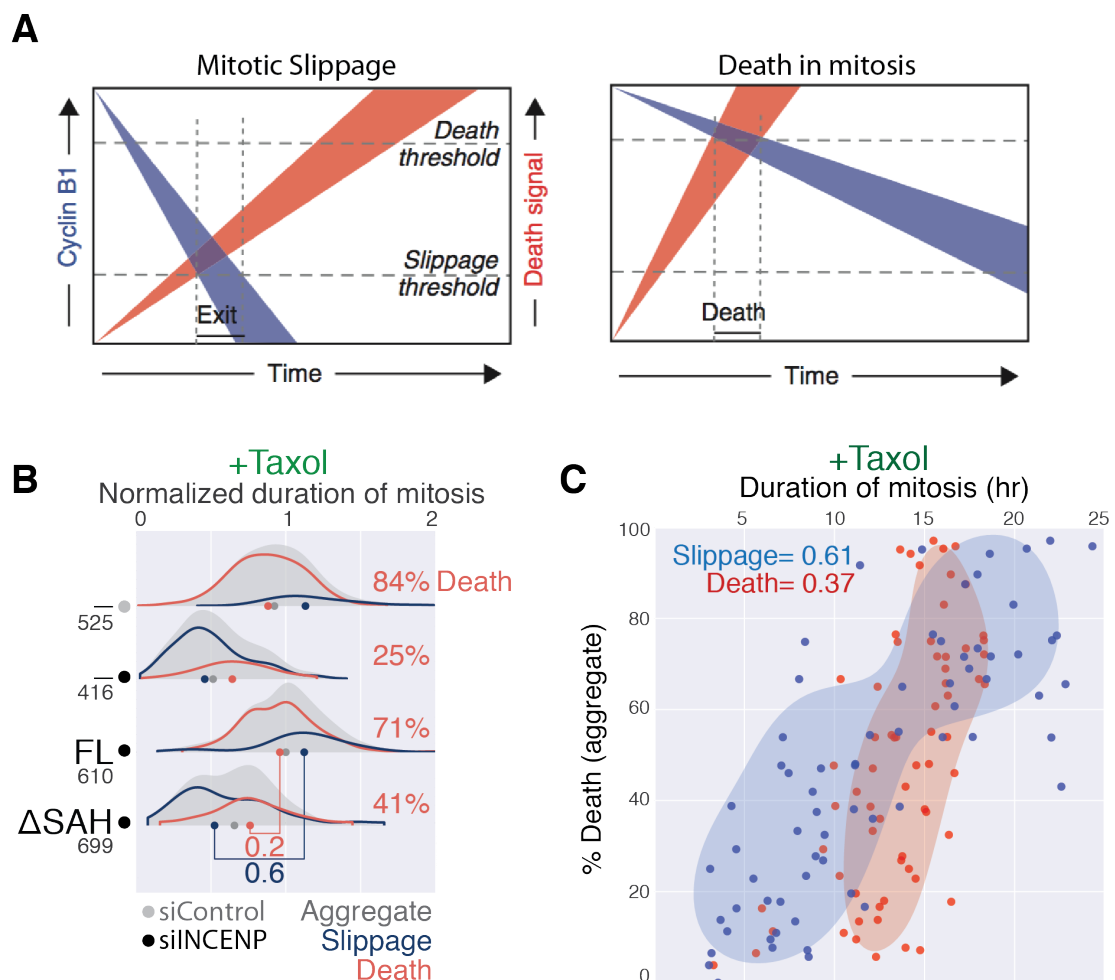 A
Mitotic Slippage
Death in mitosis
Cyclin B1
Death
threshold
Slippage
threshold
Exit
Death signal
Death
Time
Time
B
+Taxol
Normalized duration of mitosis
0 1 2
84% Death
525
25%
416
71%
FL
610
41%
ΔSAH
699
0.2
0.6
siControl
siINCENP
Aggregate
Slippage
Death
C
+Taxol
Duration of mitosis (hr)
5 10 15 20 25
Slippage= 0.61
Death= 0.37
% Death (aggregate)
100
80
60
40
20
0